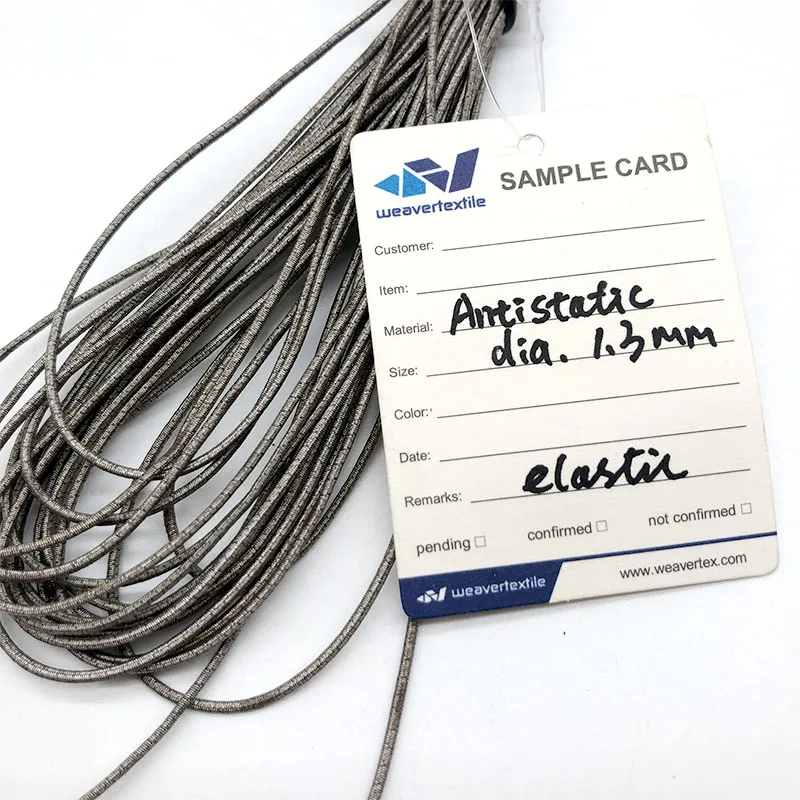 weavertextile
SAMPLE CARD
Customer:
Item:
Material: Antistatic
dia. 1.3mm
Size:
Color:
Date:
Remarks: elastic
pending □ confirmed □ not confirmed □
weavertextile www.weavertex.com